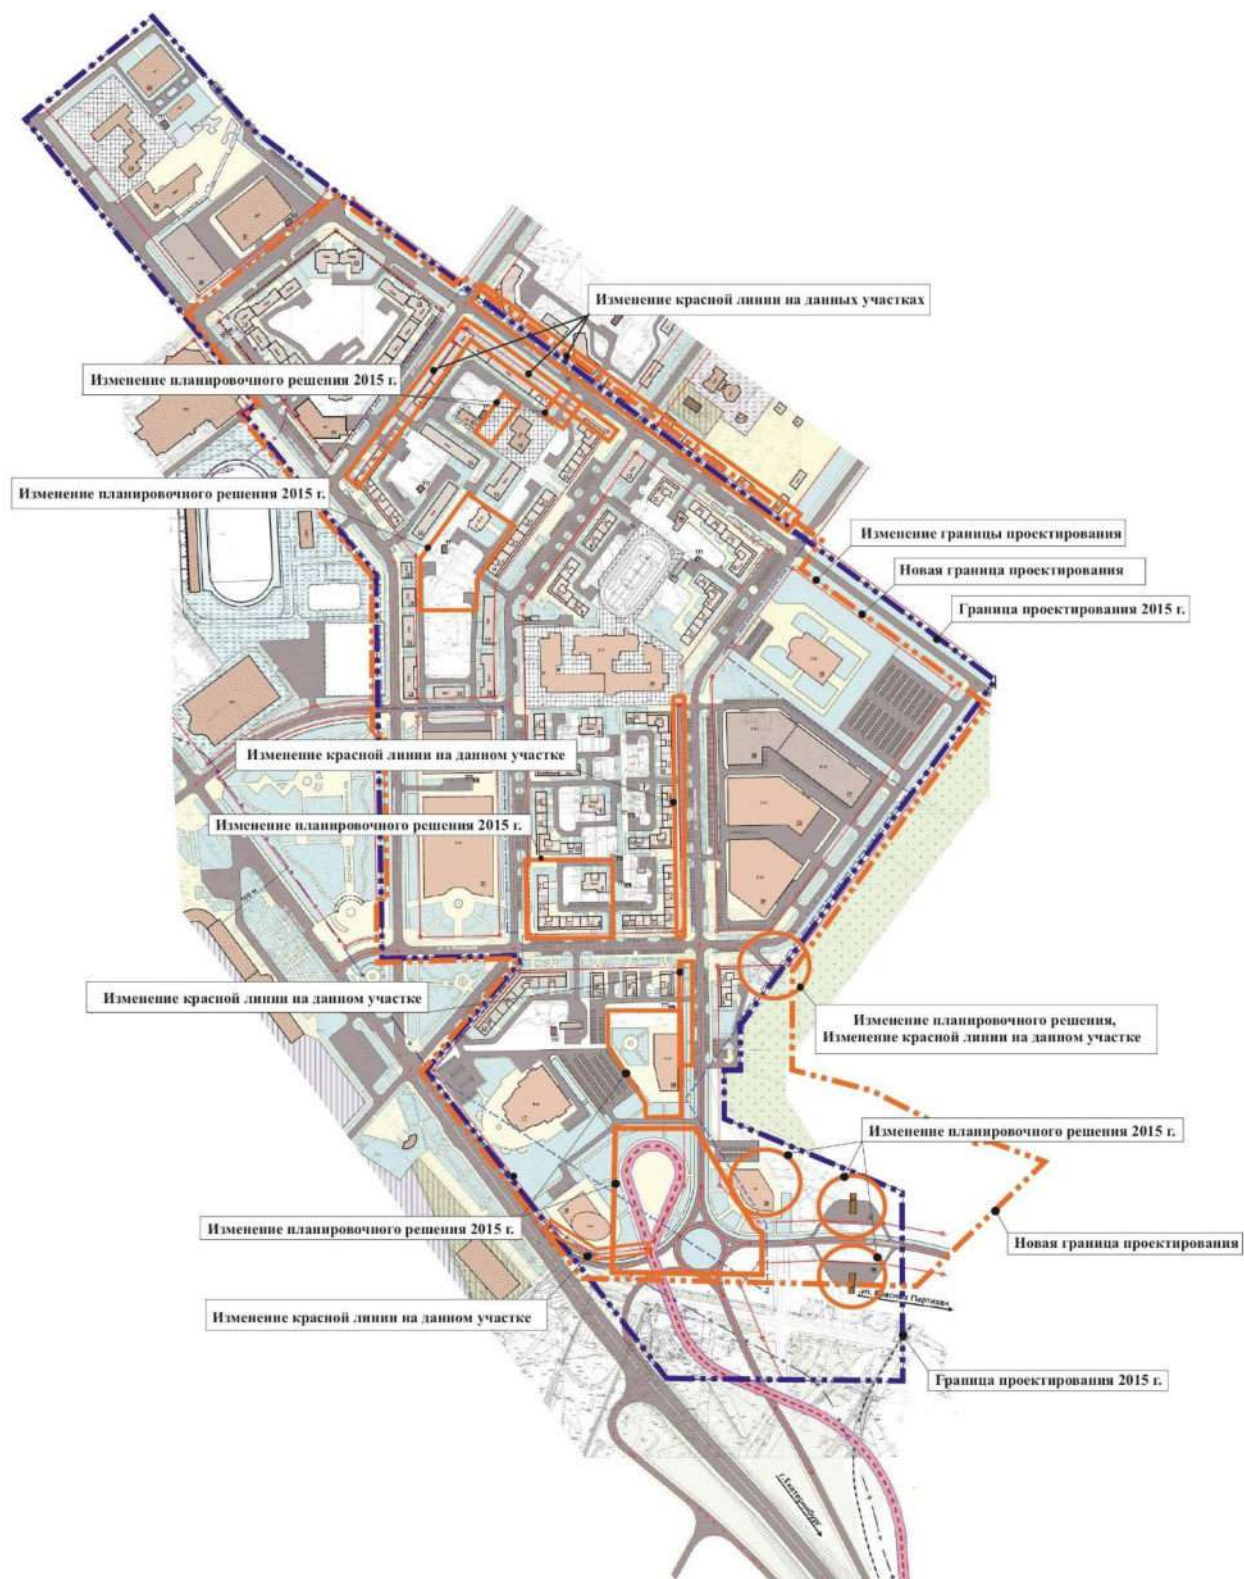 Изменение красной линии на данных участках
Изменение планировочного решения 2015 г.
Изменение планировочного решения 2015 г.
Изменение границы проектирования
Новая граница проектирования
Граница проектирования 2015 г.
Изменение красной линии на данном участке
Изменение планировочного решения 2015 г.
Изменение красной линии на данном участке
Изменение планировочного решения,
Изменение красной линии на данном участке
Изменение планировочного решения 2015 г.
Изменение планировочного решения 2015 г.
Новая граница проектирования
ул. Красных Партизан
Изменение красной линии на данном участке
Граница проектирования 2015 г.
г.Екатеринбург